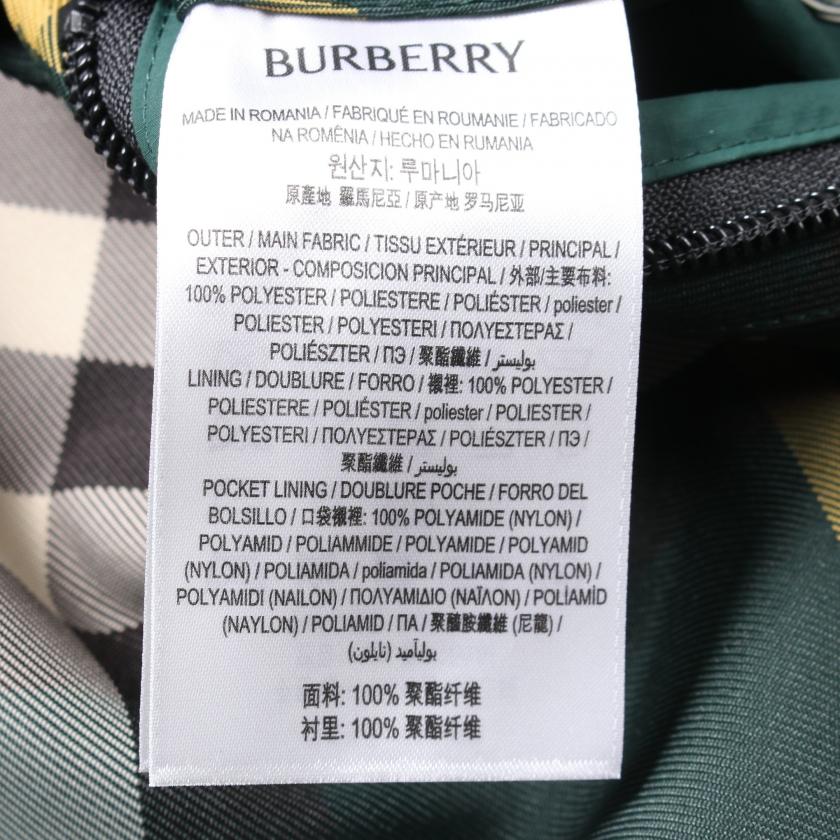 BURBERRY
MADE IN ROMANIA / FABRIQUÉ EN ROUMANIE / FABRICADO
NA ROMÊNIA / HECHO EN RUMANIA
원산지: 루마니아
原產地 羅馬尼亞 / 原产地 罗马尼亚
OUTER / MAIN FABRIC / TISSU EXTÉRIEUR / PRINCIPAL /
EXTERIOR - COMPOSICION PRINCIPAL / 外部/主要布料:
100% POLYESTER / POLIESTERE / POLIÉSTER / poliester /
POLIESTER / POLYESTERI / ΠΟΛΥΕΣΤΕΡΑΣ /
POLIÉSZTER / ПЭ / 聚酯纖維 / بوليستر
LINING / DOUBLURE / FORRO / 襯裡: 100% POLYESTER /
POLIESTERE / POLIÉSTER / poliester / POLIESTER /
POLYESTERI / ΠΟΛΥΕΣΤΕΡΑΣ / POLIÉSZTER / ПЭ /
聚酯纖維 / بوليستر
POCKET LINING / DOUBLURE POCHE / FORRO DEL
BOLSILLO / 口袋襯裡: 100% POLYAMIDE (NYLON) /
POLYAMID / POLIAMMIDE / POLYAMIDE / POLYAMID
(NYLON) / POLIAMIDA / poliamida / POLIAMIDA (NYLON) /
POLYAMIDI (NAILON) / ΠΟΛΥΑΜΙΔΙΟ (ΝΑΪΛΟΝ) / POLİAMİD
(NAYLON) / POLIAMID / ПА / 聚醯胺纖維 (尼龍) /
بولياميد (نايلون)
面料: 100% 聚酯纤维
衬里: 100% 聚酯纤维